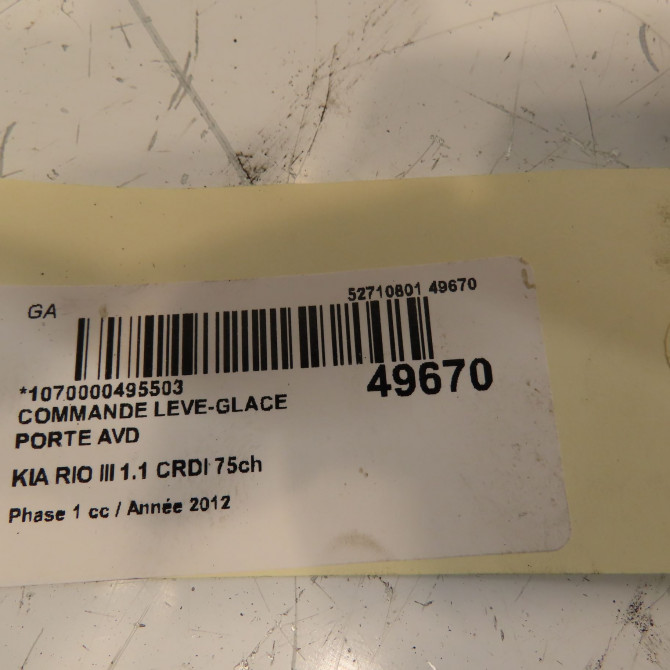 GA
52710801 49670
*1070000495503
49670
COMMANDE LEVE-GLACE
PORTE AVD
KIA RIO III 1.1 CRDI 75ch
Phase 1 cc / Année 2012